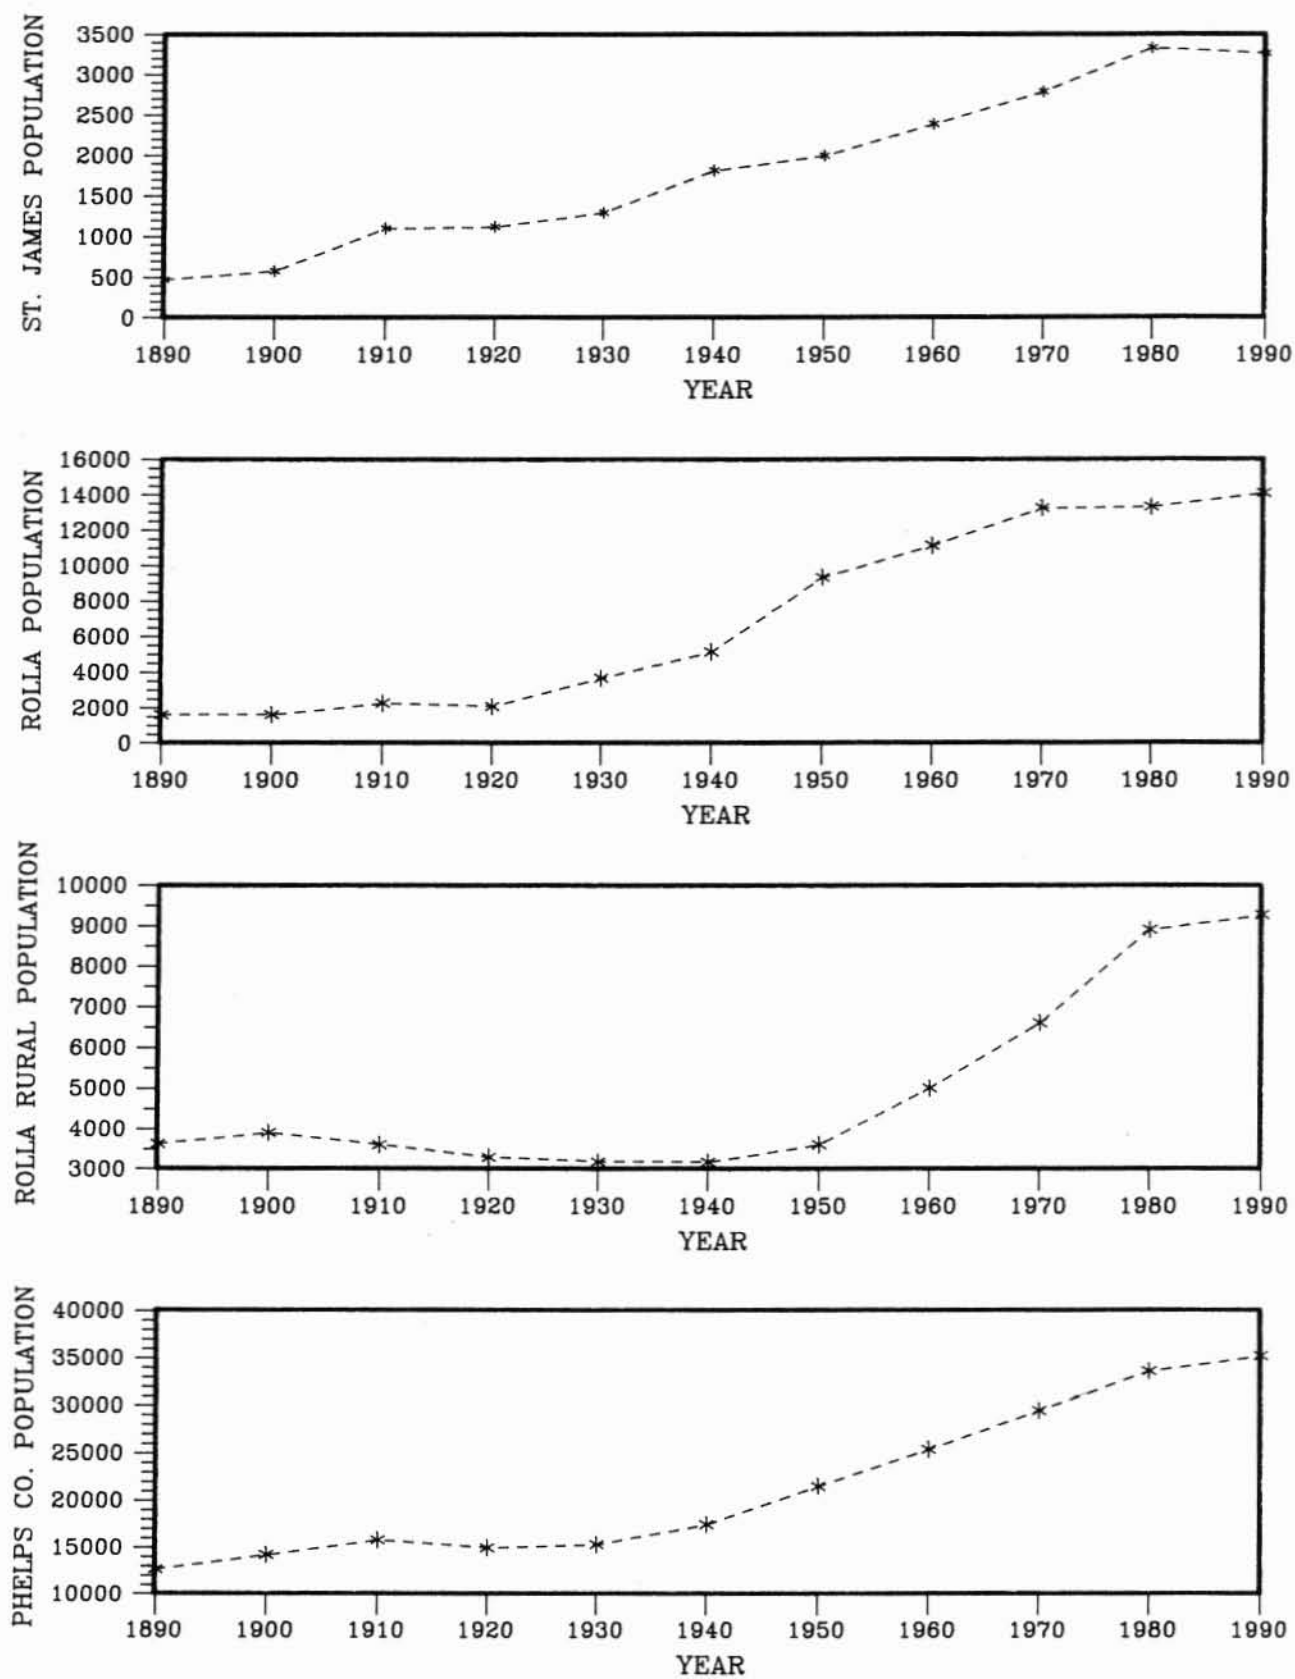 ST. JAMES POPULATION
3500
3000
2500
2000
1500
1000
500
0
1890 1900 1910 1920 1930 1940 1950 1960 1970 1980 1990
YEAR
ROLLA POPULATION
16000
14000
12000
10000
8000
6000
4000
2000
0
1890 1900 1910 1920 1930 1940 1950 1960 1970 1980 1990
YEAR
ROLLA RURAL POPULATION
10000
9000
8000
7000
6000
5000
4000
3000
1890 1900 1910 1920 1930 1940 1950 1960 1970 1980 1990
YEAR
PHELPS CO. POPULATION
40000
35000
30000
25000
20000
15000
10000
1890 1900 1910 1920 1930 1940 1950 1960 1970 1980 1990
YEAR